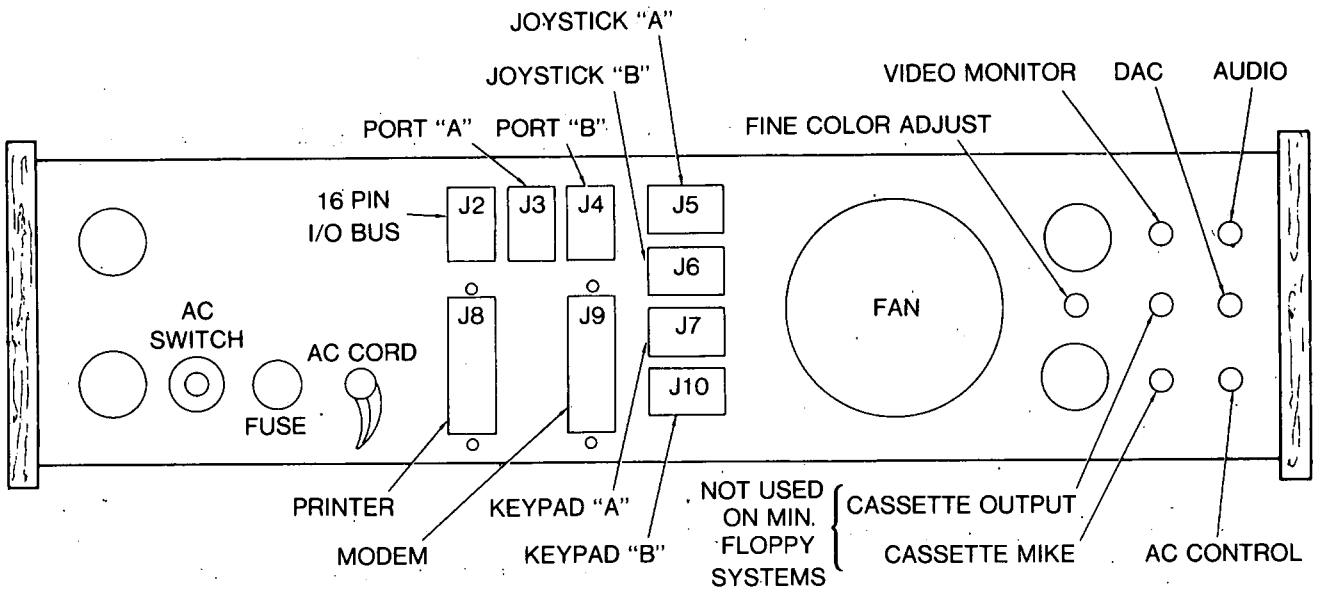 JOYSTICK "A"
JOYSTICK "B"
VIDEO MONITOR
DAC
AUDIO
PORT "A"
PORT "B"
FINE COLOR ADJUST
16 PIN
I/O BUS
J2
J3
J4
J5
J6
J7
J10
J8
J9
FAN
AC
SWITCH
FUSE
AC CORD
PRINTER
MODEM
KEYPAD "A"
KEYPAD "B"
NOT USED
ON MIN.
FLOPPY
SYSTEMS
CASSETTE OUTPUT
CASSETTE MIKE
AC CONTROL